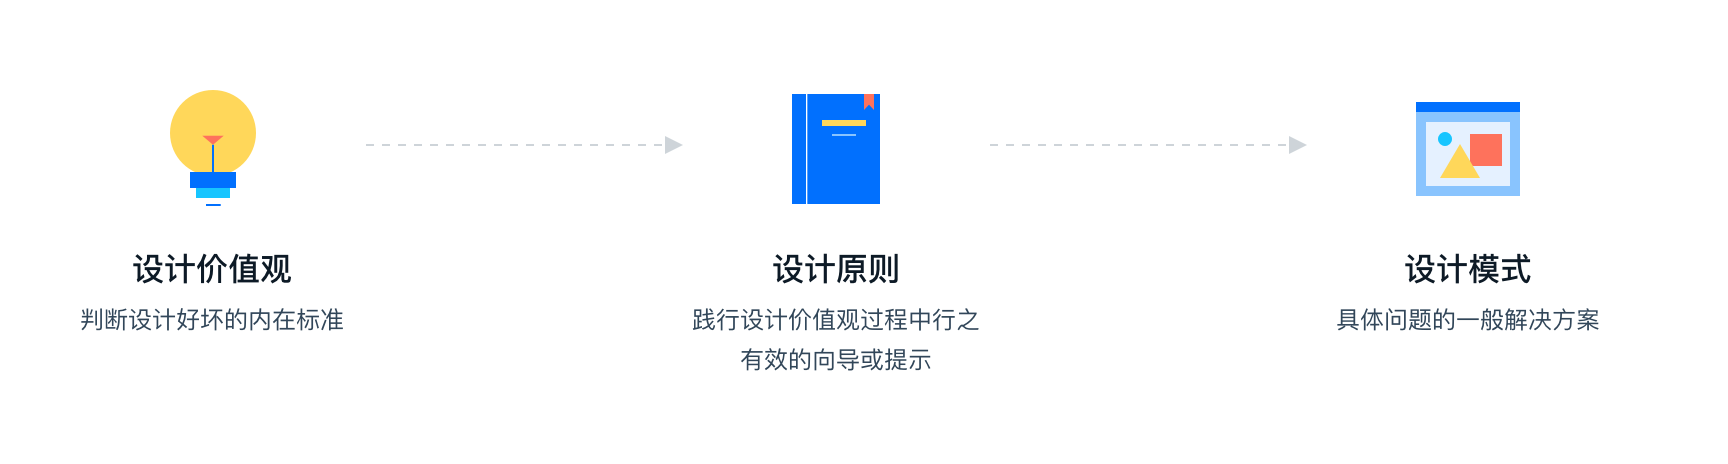 设计价值观
判断设计好坏的内在标准
设计原则
践行设计价值观过程中行之
有效的向导或提示
设计模式
具体问题的一般解决方案